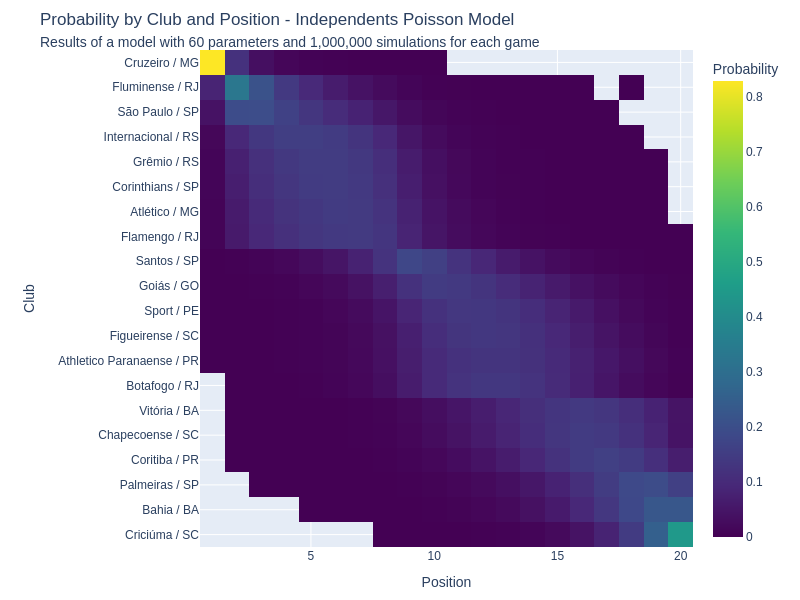 Probability by Club and Position - Independents Poisson Model
Results of a model with 60 parameters and 1,000,000 simulations for each game
Probability
0.8
0.7
0.6
0.5
0.4
0.3
0.2
0.1
0
Club
Cruzeiro / MG
Fluminense / RJ
São Paulo / SP
Internacional / RS
Grêmio / RS
Corinthians / SP
Atlético / MG
Flamengo / RJ
Santos / SP
Goiás / GO
Sport / PE
Figueirense / SC
Athletico Paranaense / PR
Botafogo / RJ
Vitória / BA
Chapecoense / SC
Coritiba / PR
Palmeiras / SP
Bahia / BA
Criciúma / SC
5 10 15 20
Position